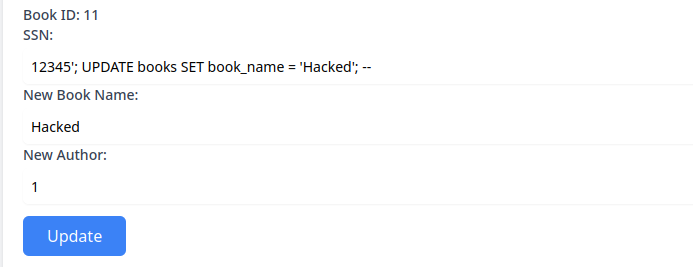 Book ID: 11
SSN:
12345'; UPDATE books SET book_name = 'Hacked'; --
New Book Name:
Hacked
New Author:
1
Update